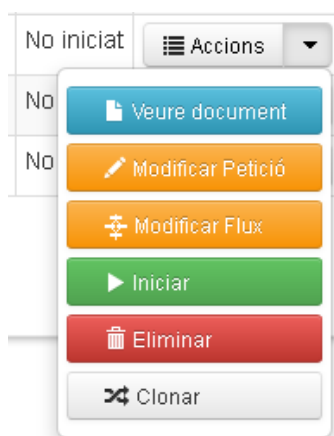 No iniciat Accions
No
Veure document
No
Modificar Petició
Modificar Flux
Iniciar
Eliminar
Clonar